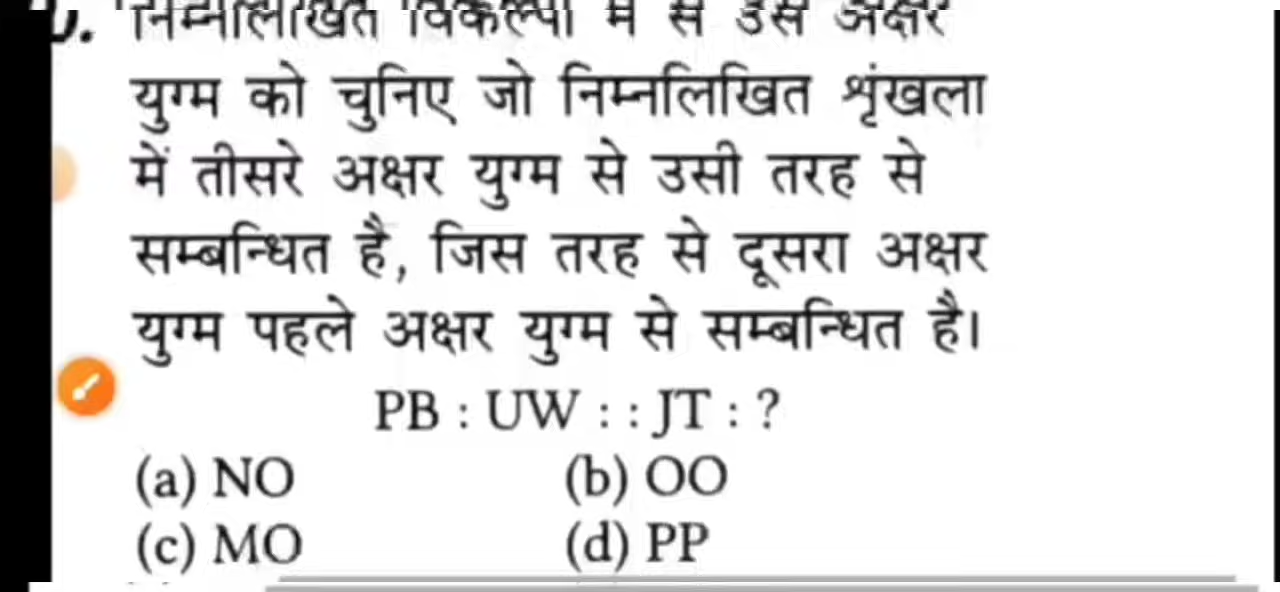 निम्नलिखित विकल्पों में से उस अक्षर
युग्म को चुनिए जो निम्नलिखित शृंखला
में तीसरे अक्षर युग्म से उसी तरह से
सम्बन्धित है, जिस तरह से दूसरा अक्षर
युग्म पहले अक्षर युग्म से सम्बन्धित है।
PB : UW : : JT : ?
(a) NO (b) OO
(c) MO (d) PP